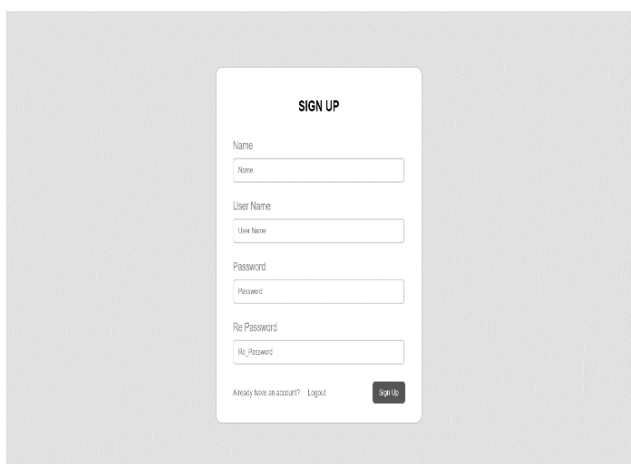 SIGN UP
Name
Name
User Name
User Name
Password
Password
Re Password
Re_Password
Already have an account? Logout Sign Up